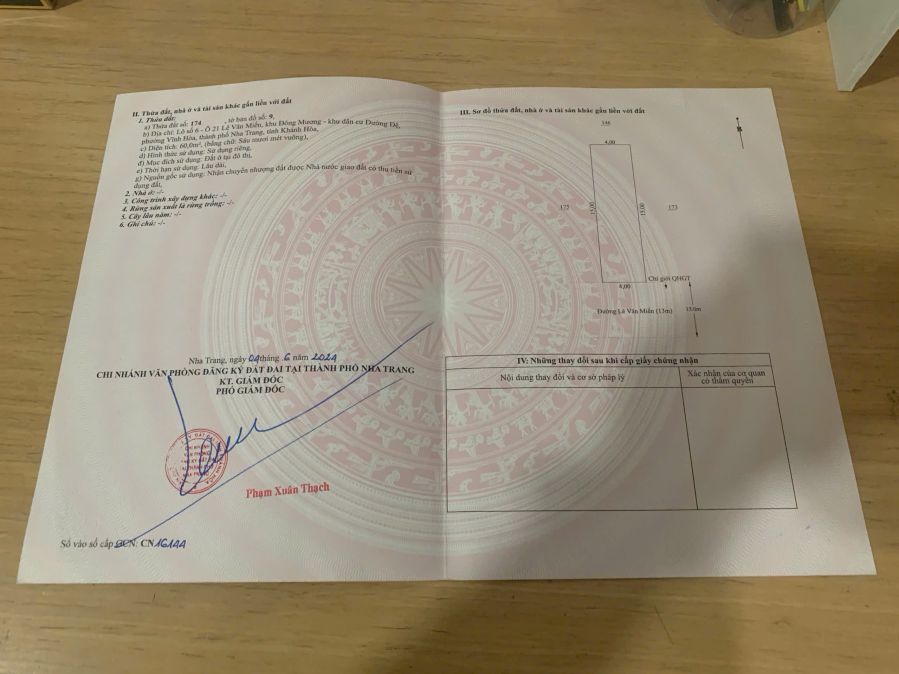 II. Thửa đất, nhà ở và tài sản khác gắn liền với đất
1. Thửa đất:
a) Thửa đất số: 174 , tờ bản đồ số: 9,
b) Địa chỉ: Lô số 6 - Ô 21 Lê Văn Miến, khu Đồng Mương - khu dân cư Đường Đệ,
phường Vĩnh Hòa, thành phố Nha Trang, tỉnh Khánh Hòa,
c) Diện tích: 60,0m², (bằng chữ: Sáu mươi mét vuông),
d) Hình thức sử dụng: Sử dụng riêng,
đ) Mục đích sử dụng: Đất ở tại đô thị,
e) Thời hạn sử dụng: Lâu dài,
g) Nguồn gốc sử dụng: Nhận chuyển nhượng đất được Nhà nước giao đất có thu tiền sử
dụng đất,
2. Nhà ở: -/-
3. Công trình xây dựng khác: -/-
4. Rừng sản xuất là rừng trồng: -/-
5. Cây lâu năm: -/-
6. Ghi chú: -/-
Nha Trang, ngày 04 tháng 6 năm 2024
CHI NHÁNH VĂN PHÒNG ĐĂNG KÝ ĐẤT ĐAI TẠI THÀNH PHỐ NHA TRANG
KT. GIÁM ĐỐC
PHÓ GIÁM ĐỐC
Phạm Xuân Thạch
Số vào sổ cấp GCN: CN
III. Sơ đồ thửa đất, nhà ở và tài sản khác gắn liền với đất
B
4,00
175
15,00
15,00
173
Chỉ giới QHGT
4,00
Đường Lê Văn Miến (13m)
13.0m
IV: Những thay đổi sau khi cấp giấy chứng nhận
Nội dung thay đổi và cơ sở pháp lý
Xác nhận của cơ quan
có thẩm quyền